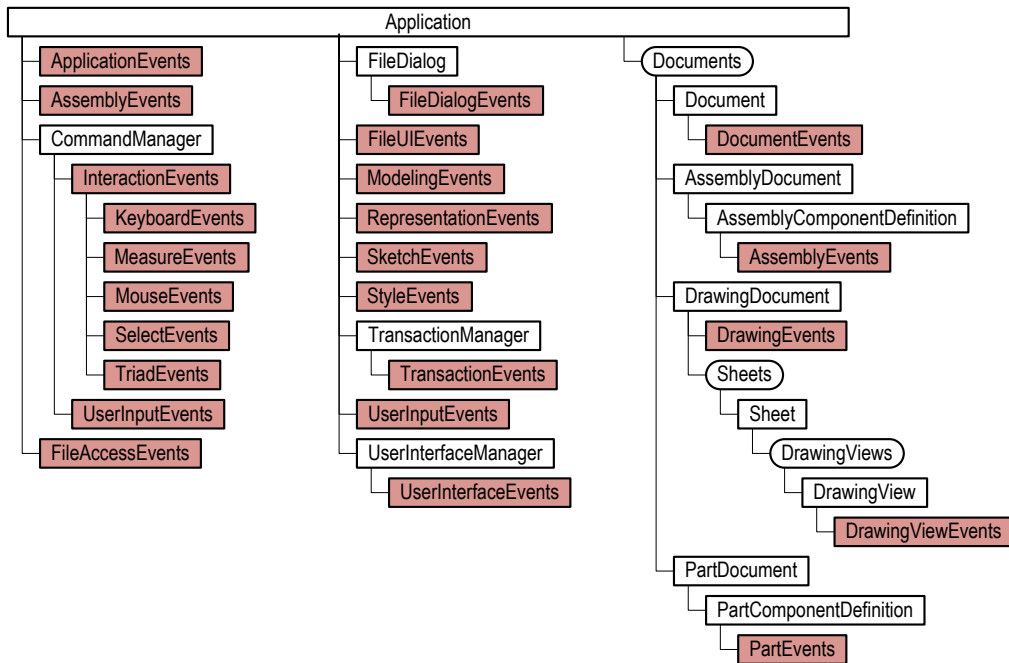 Application
ApplicationEvents
AssemblyEvents
CommandManager
InteractionEvents
KeyboardEvents
MeasureEvents
MouseEvents
SelectEvents
TriadEvents
UserInputEvents
FileAccessEvents
FileDialog
FileDialogEvents
FileUIEvents
ModelingEvents
RepresentationEvents
SketchEvents
StyleEvents
TransactionManager
TransactionEvents
UserInputEvents
UserInterfaceManager
UserInterfaceEvents
Documents
Document
DocumentEvents
AssemblyDocument
AssemblyComponentDefinition
AssemblyEvents
DrawingDocument
DrawingEvents
Sheets
Sheet
DrawingViews
DrawingView
DrawingViewEvents
PartDocument
PartComponentDefinition
PartEvents